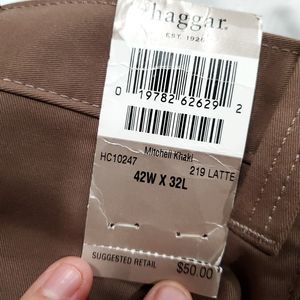 haggar.
EST. 1926
0 19782 62629 2
Mitchell Khaki
HC10247 219 LATTE
42W X 32L
SUGGESTED RETAIL $50.00